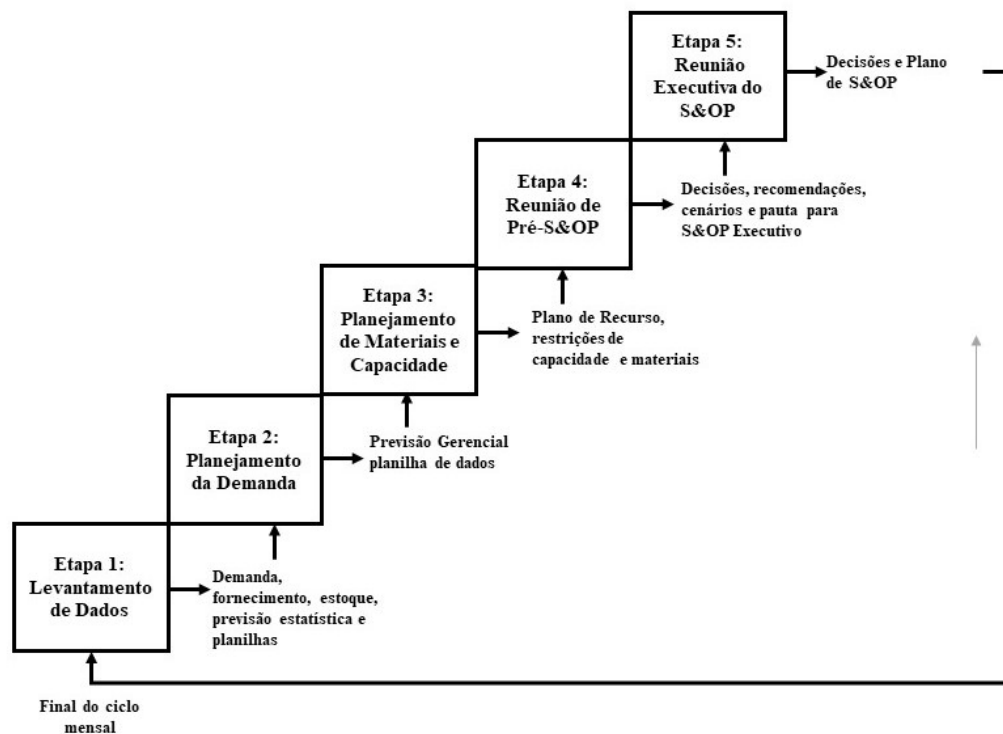 Etapa 5:
Reunião
Executiva do
S&OP
Decisões e Plano
de S&OP
Etapa 4:
Reunião de
Pré-S&OP
Decisões, recomendações,
cenários e pauta para
S&OP Executivo
Etapa 3:
Planejamento
de Materiais e
Capacidade
Plano de Recurso,
restrições de
capacidade e materiais
Etapa 2:
Planejamento
da Demanda
Previsão Gerencial
planilha de dados
Etapa 1:
Levantamento
de Dados
Demanda,
fornecimento, estoque,
previsão estatística e
planilhas
Final do ciclo
mensal